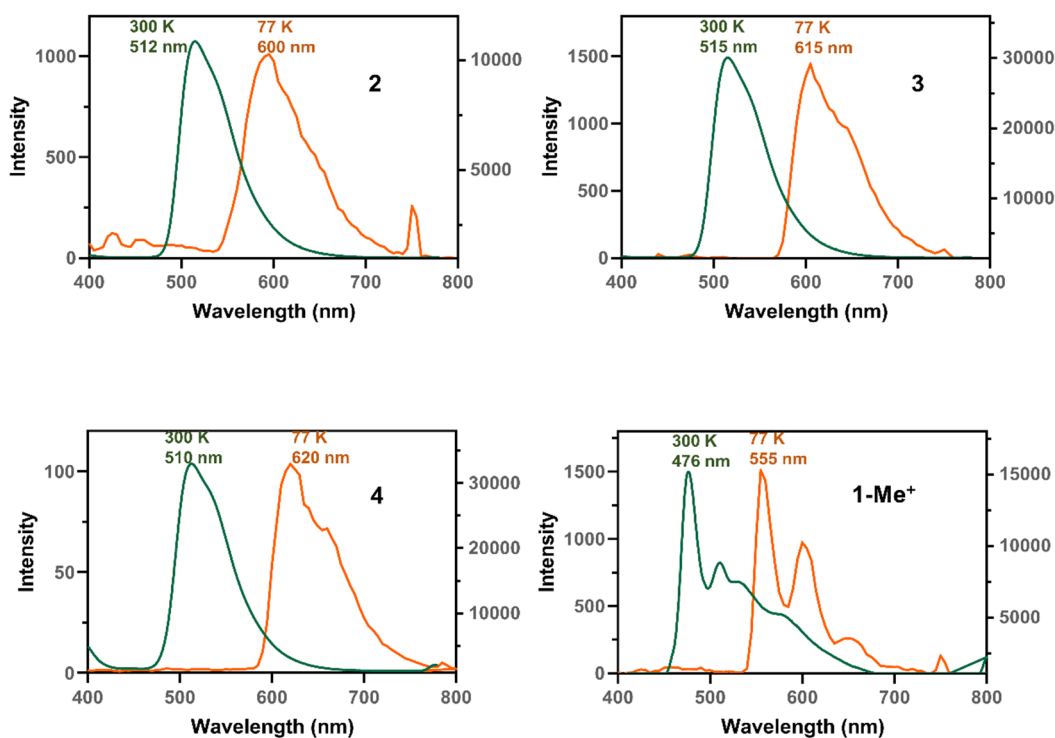 300 K
512 nm
77 K
600 nm
2
1000
500
0
10000
5000
Intensity
400
500
600
700
800
Wavelength (nm)
300 K
515 nm
77 K
615 nm
3
1500
1000
500
0
30000
20000
10000
Intensity
400
500
600
700
800
Wavelength (nm)
300 K
510 nm
77 K
620 nm
4
100
50
0
30000
20000
10000
Intensity
400
500
600
700
800
Wavelength (nm)
300 K
476 nm
77 K
555 nm
1-Me⁺
1500
1000
500
0
15000
10000
5000
Intensity
400
500
600
700
800
Wavelength (nm)